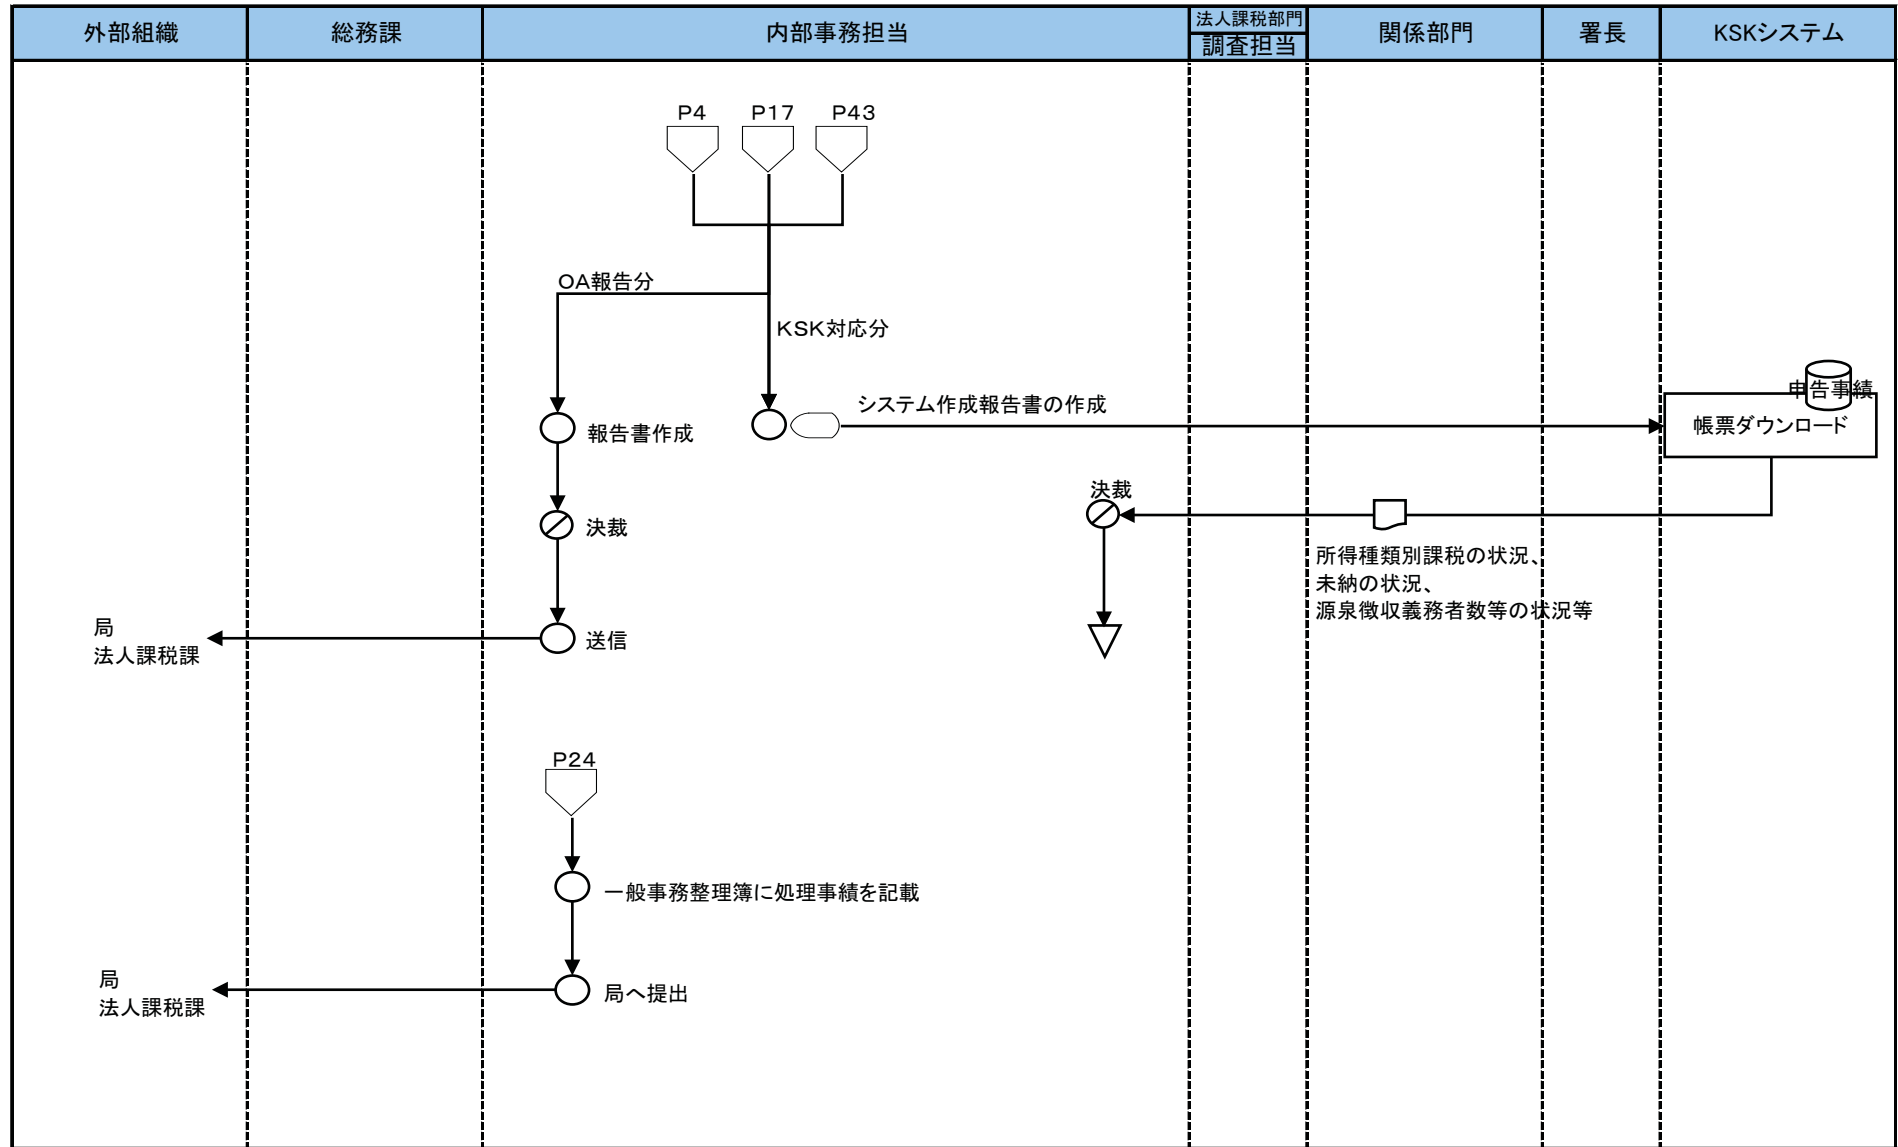 外部組織
総務課
内部事務担当
法人課税部門
調査担当
関係部門
署長
KSKシステム
P4
P17
P43
OA報告分
KSK対応分
申告事績
システム作成報告書の作成
帳票ダウンロード
報告書作成
決裁
決裁
所得種類別課税の状況、
未納の状況、
源泉徴収義務者数等の状況等
局
法人課税課
送信
P24
一般事務整理簿に処理事績を記載
局
法人課税課
局へ提出